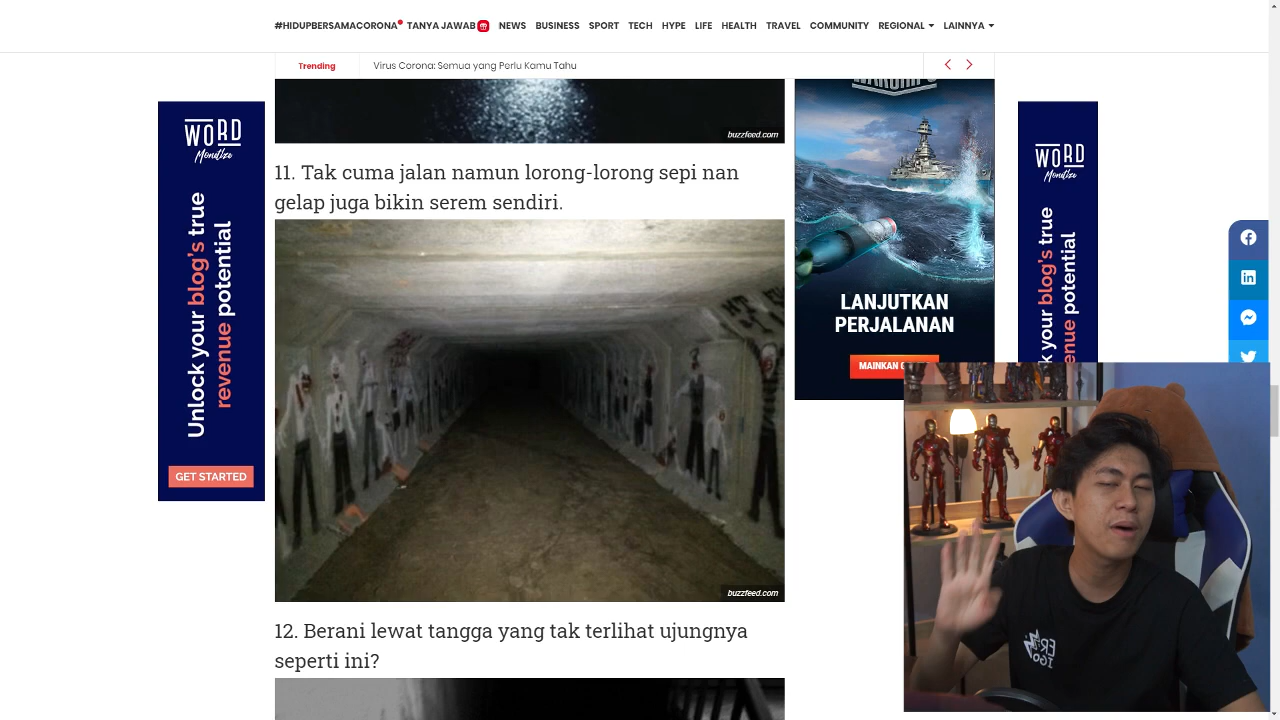 #HIDUPBERSAMACORONA TANYA JAWAB NEWS BUSINESS SPORT TECH HYPE LIFE HEALTH TRAVEL COMMUNITY REGIONAL LAINNYA
Trending
Virus Corona: Semua yang Perlu Kamu Tahu
buzzfeed.com
11. Tak cuma jalan namun lorong-lorong sepi nan
gelap juga bikin serem sendiri.
buzzfeed.com
12. Berani lewat tangga yang tak terlihat ujungnya
seperti ini?
WORD
Monetize
Unlock your blog's true
revenue potential
GET STARTED
LANJUTKAN
PERJALANAN
MAINKAN
WORD
Monetize